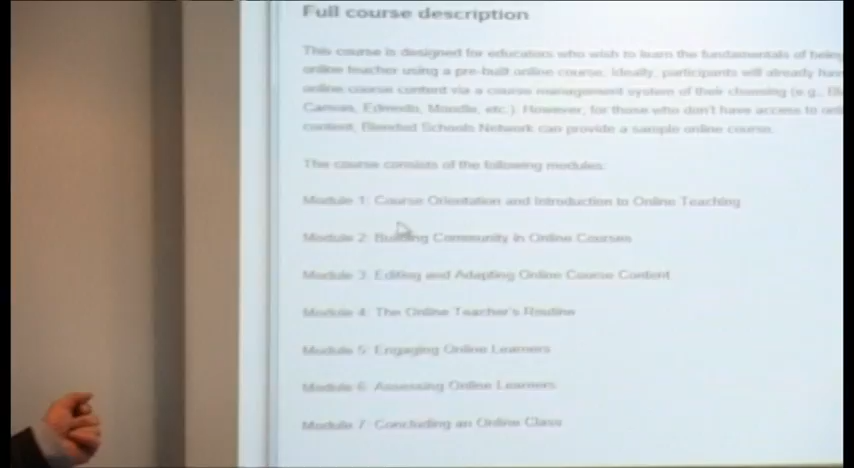 Full course description
This course is designed for educators who wish to learn the fundamentals of being
online teacher using a pre-built online course. Ideally, participants will already have
online course content via a course management system of their choosing (e.g.,
Canvas, Edmodo, Moodle, etc.). However, for those who don't have access to
content, Blended Schools Network can provide a sample online course.
The course consists of the following modules:
Module 1: Course Orientation and Introduction to Online Teaching
Module 2: Building Community in Online Courses
Module 3: Editing and Adapting Online Course Content
Module 4: The Online Teacher's Routine
Module 5: Engaging Online Learners
Module 6: Assessing Online Learners
Module 7: Concluding an Online Class